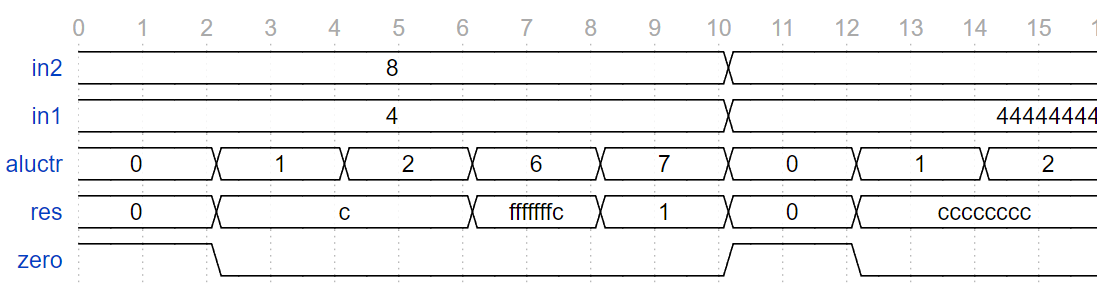 0 1 2 3 4 5 6 7 8 9 10 11 12 13 14 15
in2 8
in1 4 44444444
aluctr 0 1 2 6 7 0 1 2
res 0 c fffffffc 1 0 cccccccc
zero